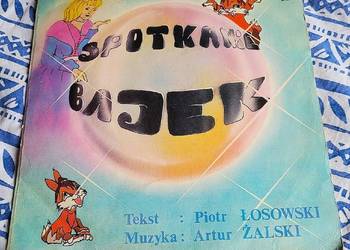 SPOTKANIE
BAJEK
Tekst : Piotr ŁOSOWSKI
Muzyka : Artur ŻALSKI